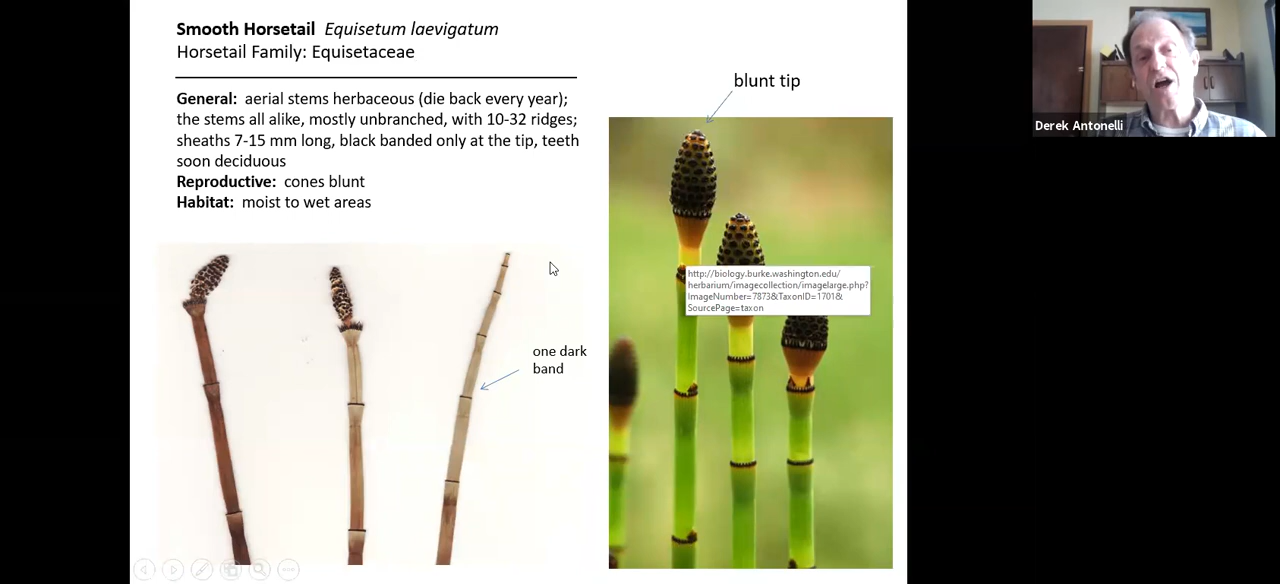 Smooth Horsetail Equisetum laevigatum
Horsetail Family: Equisetaceae
General: aerial stems herbaceous (die back every year);
the stems all alike, mostly unbranched, with 10-32 ridges;
sheaths 7-15 mm long, black banded only at the tip, teeth
soon deciduous
Reproductive: cones blunt
Habitat: moist to wet areas
one dark
band
blunt tip
http://biology.burke.washington.edu/
herbarium/imagecollection/imagelarge.php?
ImageNumber=7873&TaxonID=1701&
SourcePage=taxon
Derek Antonelli